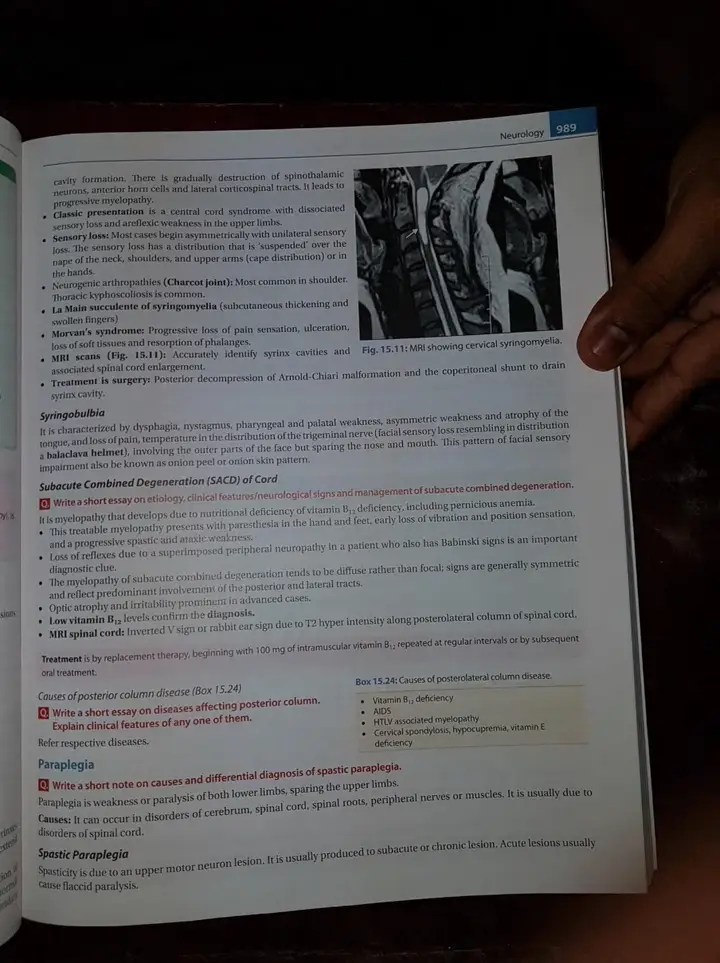 Neurology 989
cavity formation. There is gradually destruction of spinothalamic
neurons, anterior horn cells and lateral corticospinal tracts. It leads to
progressive myelopathy.
• Classic presentation is a central cord syndrome with dissociated
sensory loss and areflexic weakness in the upper limbs.
• Sensory loss: Most cases begin asymmetrically with unilateral sensory
loss. The sensory loss has a distribution that is 'suspended' over the
nape of the neck, shoulders, and upper arms (cape distribution) or in
the hands.
• Neurogenic arthropathies (Charcot joint): Most common in shoulder.
Thoracic kyphoscoliosis is common.
• La Main succulente of syringomyelia (subcutaneous thickening and
swollen fingers)
• Morvan's syndrome: Progressive loss of pain sensation, ulceration,
loss of soft tissues and resorption of phalanges.
• MRI scans (Fig. 15.11): Accurately identify syrinx cavities and
associated spinal cord enlargement.
Fig. 15.11: MRI showing cervical syringomyelia.
• Treatment is surgery: Posterior decompression of Arnold-Chiari malformation and the coperitoneal shunt to drain
syrinx cavity.
Syringobulbia
It is characterized by dysphagia, nystagmus, pharyngeal and palatal weakness, asymmetric weakness and atrophy of the
tongue, and loss of pain, temperature in the distribution of the trigeminal nerve (facial sensory loss resembling in distribution
a balaclava helmet), involving the outer parts of the face but sparing the nose and mouth. This pattern of facial sensory
impairment also be known as onion peel or onion skin pattern.
Subacute Combined Degeneration (SACD) of Cord
Q Write a short essay on etiology, clinical features/neurological signs and management of subacute combined degeneration.
It is myelopathy that develops due to nutritional deficiency of vitamin B12 deficiency, including pernicious anemia.
• This treatable myelopathy presents with paresthesia in the hand and feet, early loss of vibration and position sensation,
and a progressive spastic and ataxic weakness.
• Loss of reflexes due to a superimposed peripheral neuropathy in a patient who also has Babinski signs is an important
diagnostic clue.
• The myelopathy of subacute combined degeneration tends to be diffuse rather than focal; signs are generally symmetric
and reflect predominant involvement of the posterior and lateral tracts.
• Optic atrophy and irritability prominent in advanced cases.
• Low vitamin B12 levels confirm the diagnosis.
• MRI spinal cord: Inverted V sign or rabbit ear sign due to T2 hyper intensity along posterolateral column of spinal cord.
Treatment is by replacement therapy, beginning with 100 mg of intramuscular vitamin B12 repeated at regular intervals or by subsequent
oral treatment.
Causes of posterior column disease (Box 15.24)
Q Write a short essay on diseases affecting posterior column.
Explain clinical features of any one of them.
Refer respective diseases.
Box 15.24: Causes of posterolateral column disease.
• Vitamin B12 deficiency
• AIDS
• HTLV associated myelopathy
• Cervical spondylosis, hypocupremia, vitamin E
deficiency
Paraplegia
Q Write a short note on causes and differential diagnosis of spastic paraplegia.
Paraplegia is weakness or paralysis of both lower limbs, sparing the upper limbs.
Causes: It can occur in disorders of cerebrum, spinal cord, spinal roots, peripheral nerves or muscles. It is usually due to
disorders of spinal cord.
Spastic Paraplegia
Spasticity is due to an upper motor neuron lesion. It is usually produced to subacute or chronic lesion. Acute lesions usually
cause flaccid paralysis.